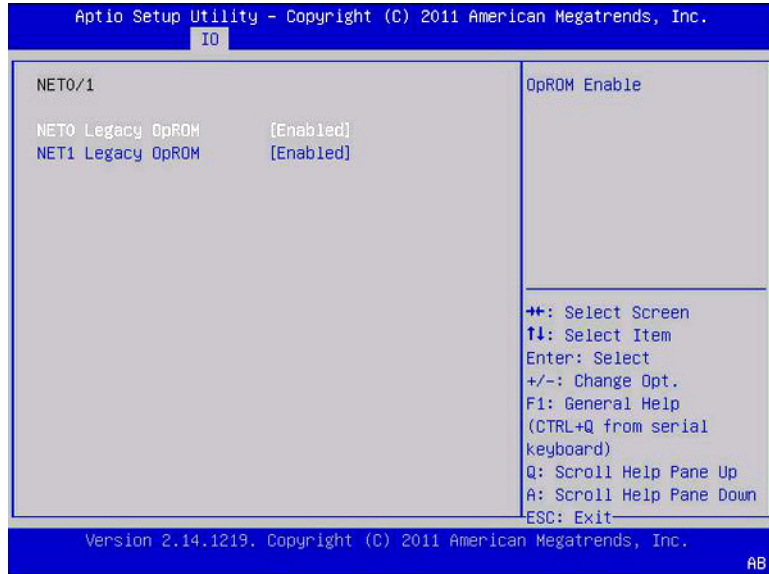 Aptio Setup Utility – Copyright (C) 2011 American Megatrends, Inc.
IO
NET0/1
NET0 Legacy OpROM [Enabled]
NET1 Legacy OpROM [Enabled]
OpROM Enable
→←: Select Screen
↑↓: Select Item
Enter: Select
+/-: Change Opt.
F1: General Help
(CTRL+Q from serial
keyboard)
Q: Scroll Help Pane Up
A: Scroll Help Pane Down
ESC: Exit
Version 2.14.1219. Copyright (C) 2011 American Megatrends, Inc.
AB